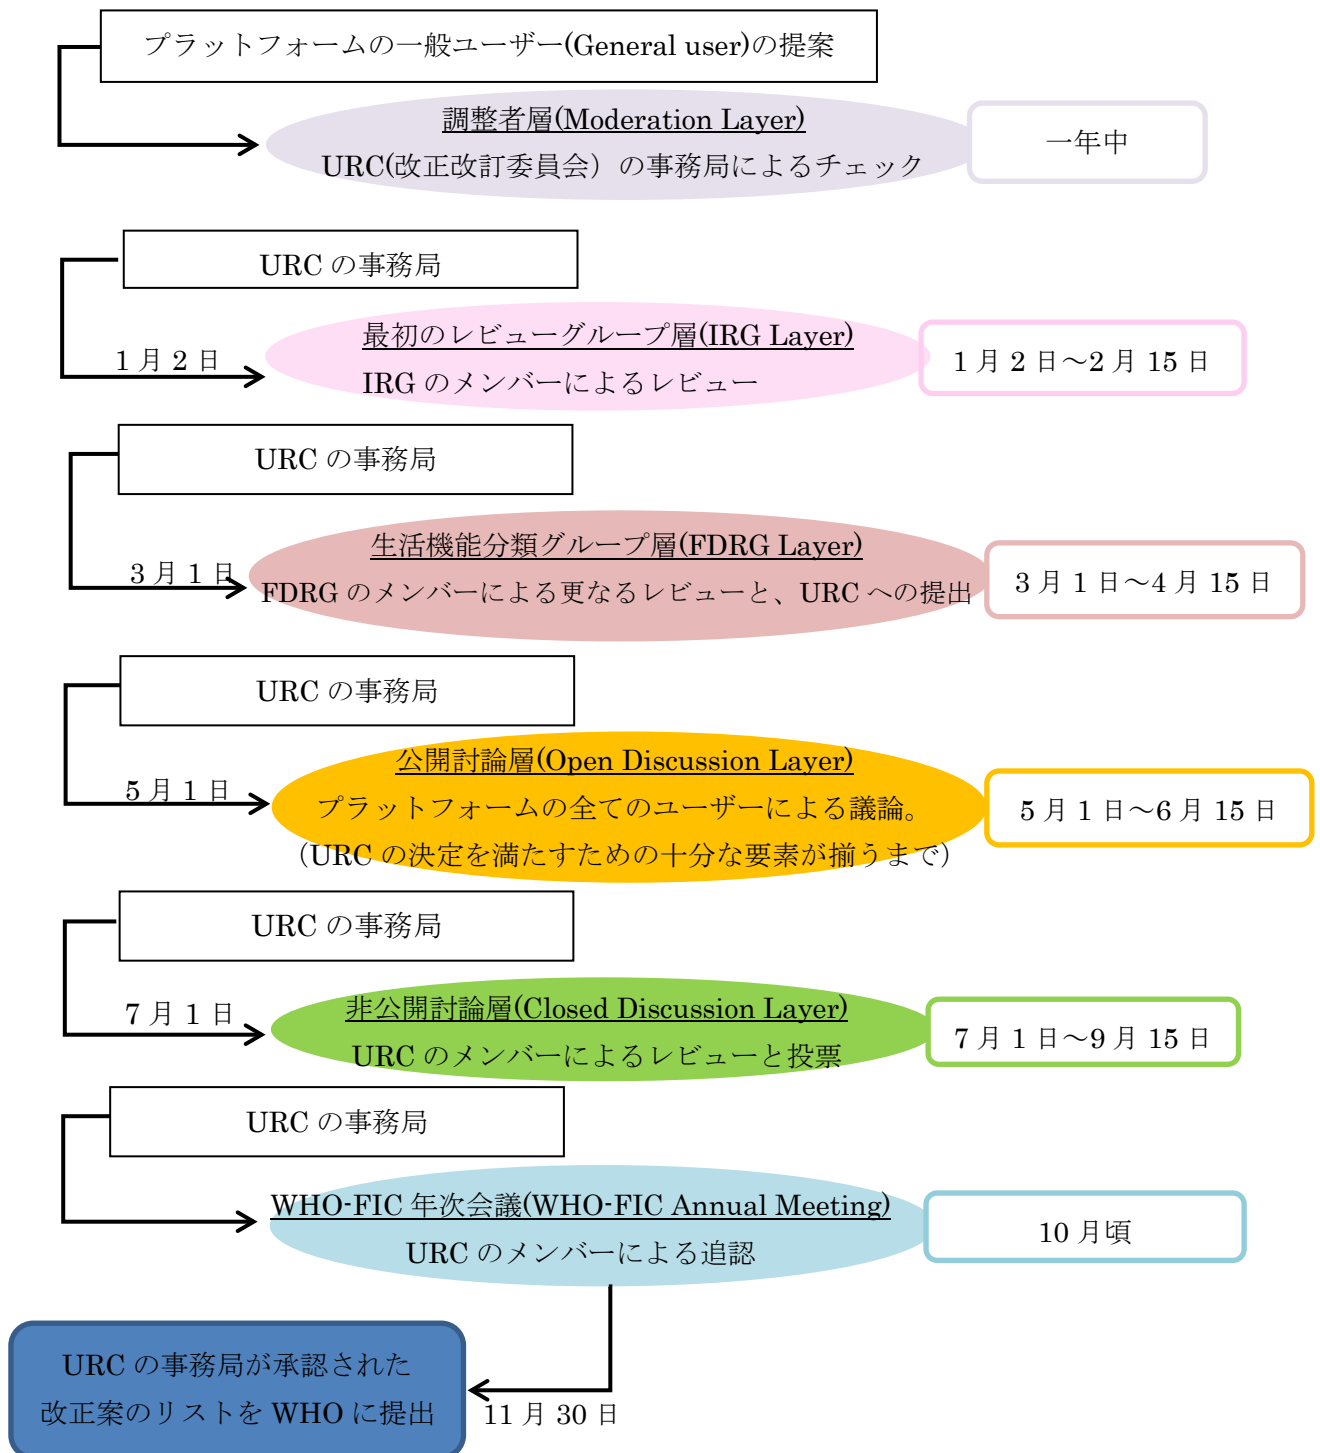 プラットフォームの一般ユーザー(General user)の提案
調整者層(Moderation Layer)
URC(改正改訂委員会）の事務局によるチェック
一年中
URC の事務局
1 月 2 日
最初のレビューグループ層(IRG Layer)
IRG のメンバーによるレビュー
1 月 2 日～2 月 15 日
URC の事務局
3 月 1 日
生活機能分類グループ層(FDRG Layer)
FDRG のメンバーによる更なるレビューと、URC への提出
3 月 1 日～4 月 15 日
URC の事務局
5 月 1 日
公開討論層(Open Discussion Layer)
プラットフォームの全てのユーザーによる議論。
（URC の決定を満たすための十分な要素が揃うまで）
5 月 1 日～6 月 15 日
URC の事務局
7 月 1 日
非公開討論層(Closed Discussion Layer)
URC のメンバーによるレビューと投票
7 月 1 日～9 月 15 日
URC の事務局
WHO-FIC 年次会議(WHO-FIC Annual Meeting)
URC のメンバーによる追認
10 月頃
URC の事務局が承認された
改正案のリストを WHO に提出
11 月 30 日